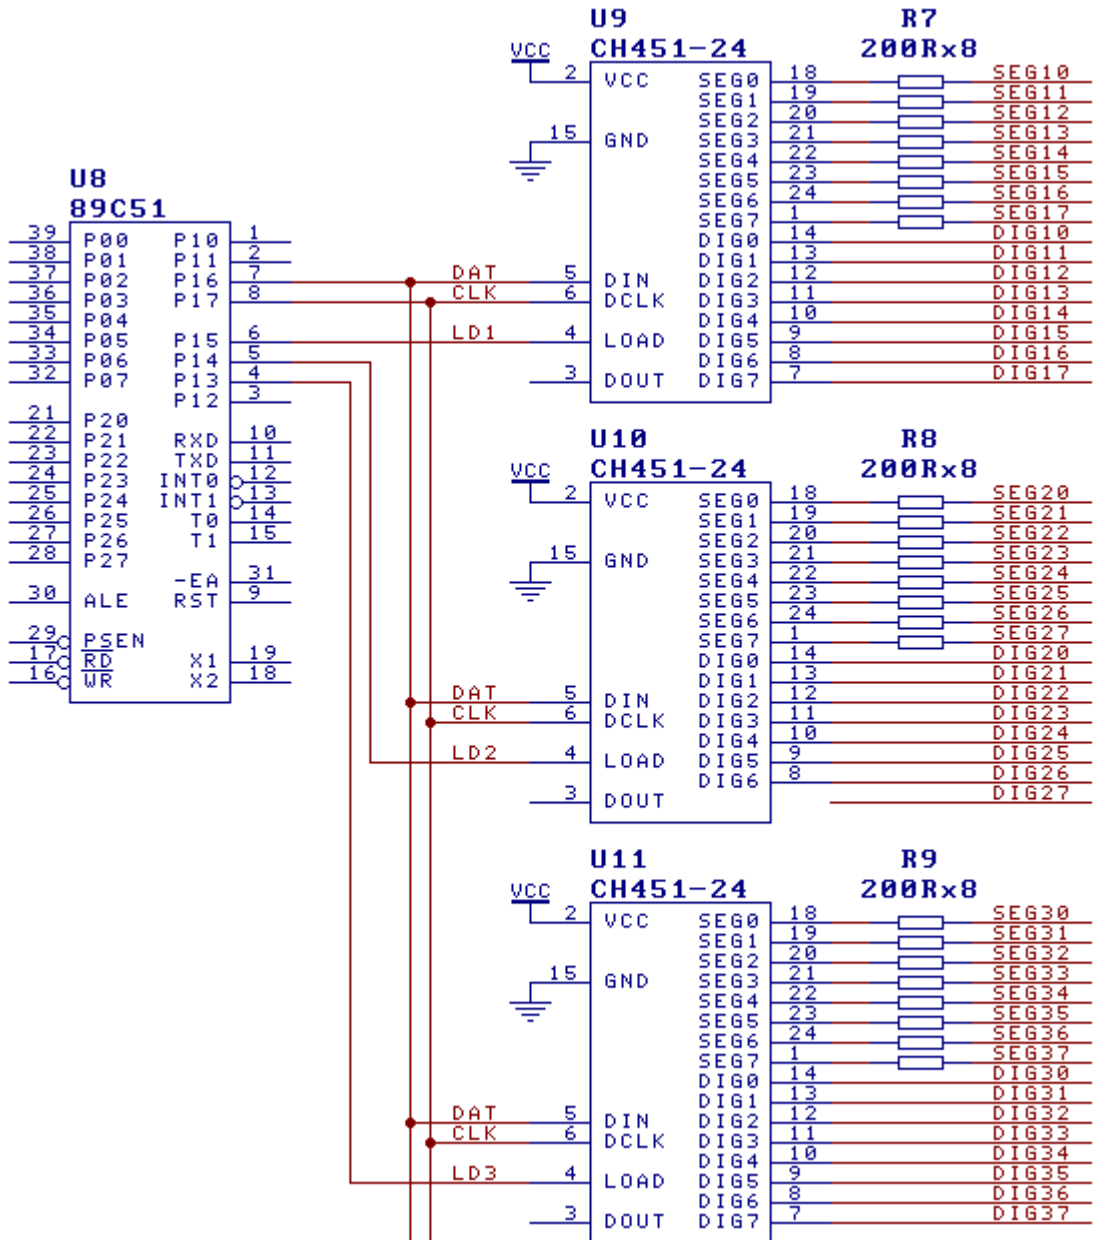 U8
89C51
39 P00 P10 1
38 P01 P11 2
37 P02 P16 7
36 P03 P17 8
35 P04
34 P05 P15 6
33 P06 P14 5
32 P07 P13 4
P12 3
21 P20
22 P21 RXD 10
23 P22 TXD 11
24 P23 INT0 12
25 P24 INT1 13
26 P25 T0 14
27 P26 T1 15
28 P27
-EA 31
30 ALE RST 9
29 PSEN
17 RD X1 19
16 WR X2 18
U9 R7
CH451-24 200Rx8
VCC
2 VCC SEG0 18 SEG10
SEG1 19 SEG11
SEG2 20 SEG12
15 GND SEG3 21 SEG13
SEG4 22 SEG14
SEG5 23 SEG15
SEG6 24 SEG16
SEG7 1 SEG17
DIG0 14 DIG10
DIG1 13 DIG11
DAT 5 DIN DIG2 12 DIG12
CLK 6 DCLK DIG3 11 DIG13
DIG4 10 DIG14
LD1 4 LOAD DIG5 9 DIG15
DIG6 8 DIG16
3 DOUT DIG7 7 DIG17
U10 R8
CH451-24 200Rx8
VCC
2 VCC SEG0 18 SEG20
SEG1 19 SEG21
SEG2 20 SEG22
15 GND SEG3 21 SEG23
SEG4 22 SEG24
SEG5 23 SEG25
SEG6 24 SEG26
SEG7 1 SEG27
DIG0 14 DIG20
DIG1 13 DIG21
DAT 5 DIN DIG2 12 DIG22
CLK 6 DCLK DIG3 11 DIG23
DIG4 10 DIG24
LD2 4 LOAD DIG5 9 DIG25
DIG6 8 DIG26
3 DOUT DIG27
U11 R9
CH451-24 200Rx8
VCC
2 VCC SEG0 18 SEG30
SEG1 19 SEG31
SEG2 20 SEG32
15 GND SEG3 21 SEG33
SEG4 22 SEG34
SEG5 23 SEG35
SEG6 24 SEG36
SEG7 1 SEG37
DIG0 14 DIG30
DIG1 13 DIG31
DAT 5 DIN DIG2 12 DIG32
CLK 6 DCLK DIG3 11 DIG33
DIG4 10 DIG34
LD3 4 LOAD DIG5 9 DIG35
DIG6 8 DIG36
3 DOUT DIG7 7 DIG37